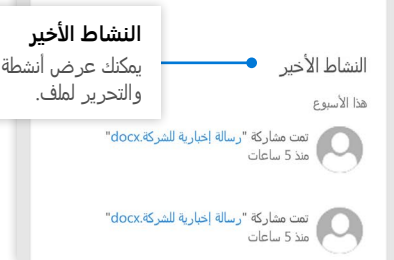 النشاط الأخير
يمكنك عرض أنشطة
والتحرير لملف.
النشاط الأخير
هذا الأسبوع
تمت مشاركة "رسالة إخبارية للشركة.docx"
منذ 5 ساعات
تمت مشاركة "رسالة إخبارية للشركة.docx"
منذ 5 ساعات